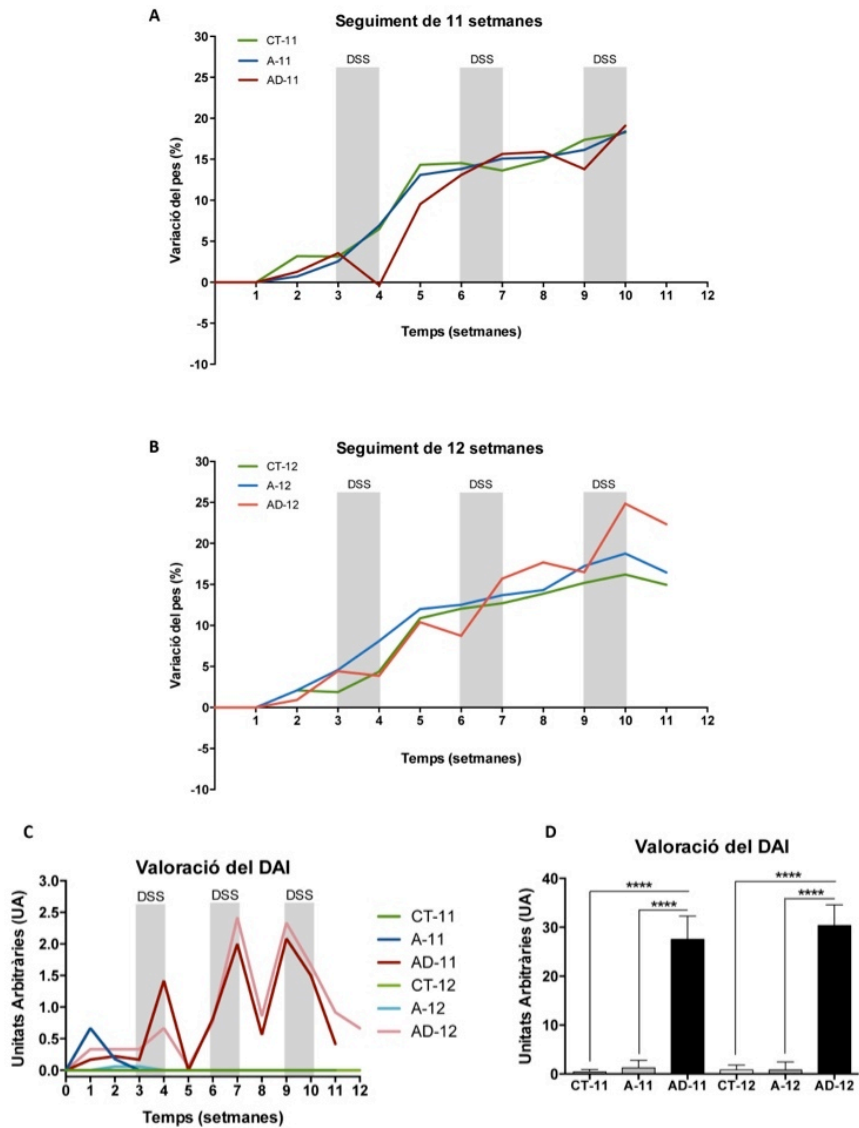 A
Seguiment de 11 setmanes
CT-11
A-11
AD-11
DSS DSS DSS
30
25
20
15
10
5
0
-5
-10
Variació del pes (%)
1 2 3 4 5 6 7 8 9 10 11 12
Temps (setmanes)
B
Seguiment de 12 setmanes
CT-12
A-12
AD-12
DSS DSS DSS
30
25
20
15
10
5
0
-5
-10
Variació del pes (%)
1 2 3 4 5 6 7 8 9 10 11 12
Temps (setmanes)
C
Valoració del DAI
DSS DSS DSS
3.0
2.5
2.0
1.5
1.0
0.5
0.0
Unitats Arbitràries (UA)
0 1 2 3 4 5 6 7 8 9 10 11 12
Temps (setmanes)
CT-11
A-11
AD-11
CT-12
A-12
AD-12
D
Valoració del DAI
40
30
20
10
0
Unitats Arbitràries (UA)
**** ****
**** ****
CT-11 A-11 AD-11 CT-12 A-12 AD-12